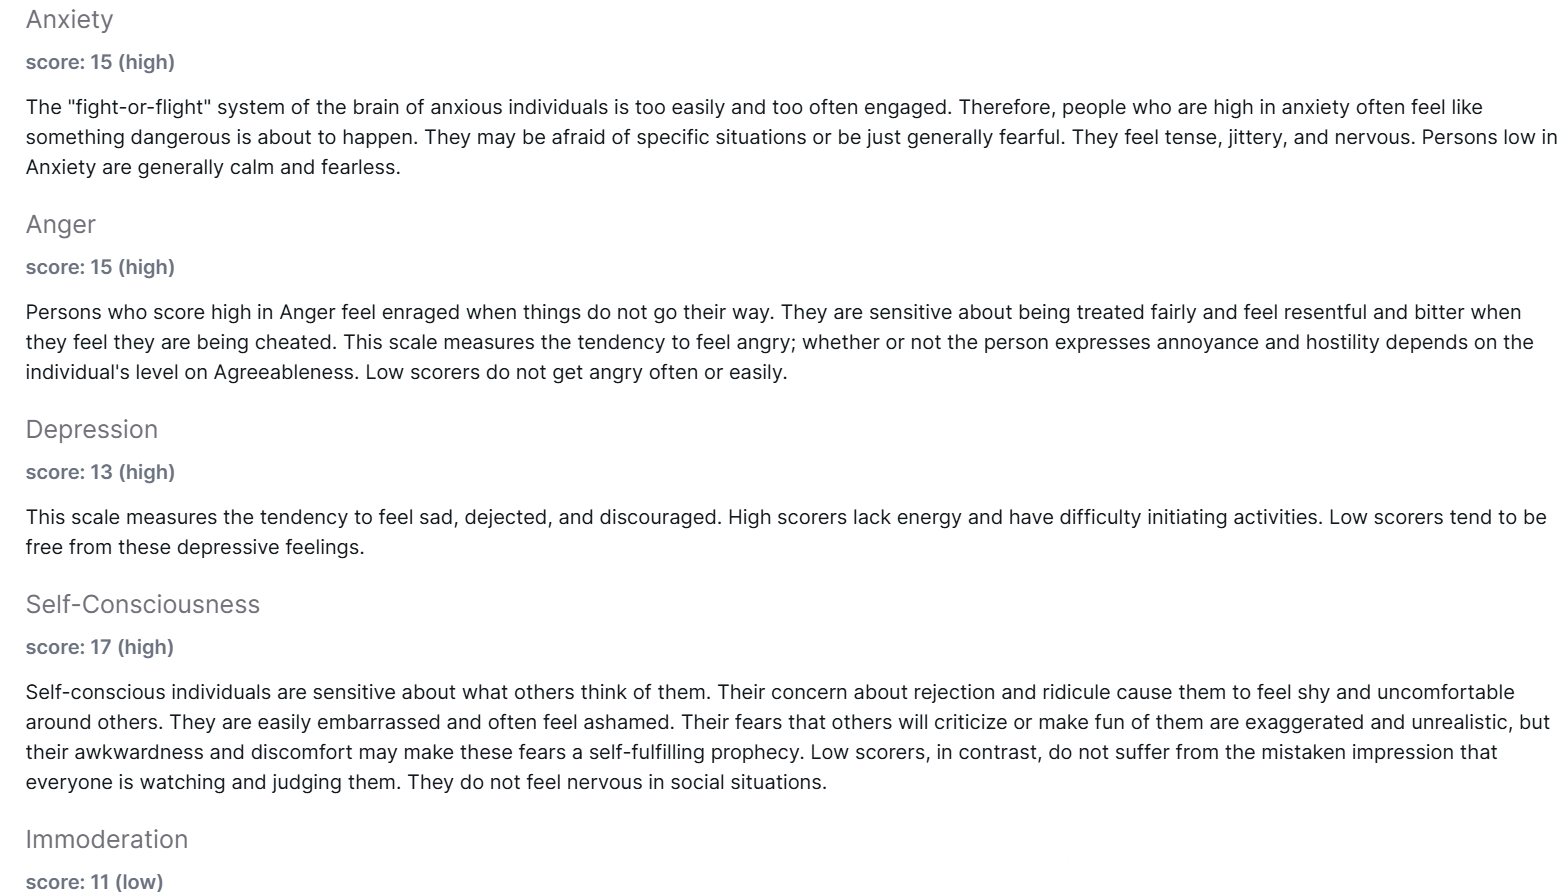 Anxiety
score: 15 (high)
The "fight-or-flight" system of the brain of anxious individuals is too easily and too often engaged. Therefore, people who are high in anxiety often feel like
something dangerous is about to happen. They may be afraid of specific situations or be just generally fearful. They feel tense, jittery, and nervous. Persons low in
Anxiety are generally calm and fearless.
Anger
score: 15 (high)
Persons who score high in Anger feel enraged when things do not go their way. They are sensitive about being treated fairly and feel resentful and bitter when
they feel they are being cheated. This scale measures the tendency to feel angry; whether or not the person expresses annoyance and hostility depends on the
individual's level on Agreeableness. Low scorers do not get angry often or easily.
Depression
score: 13 (high)
This scale measures the tendency to feel sad, dejected, and discouraged. High scorers lack energy and have difficulty initiating activities. Low scorers tend to be
free from these depressive feelings.
Self-Consciousness
score: 17 (high)
Self-conscious individuals are sensitive about what others think of them. Their concern about rejection and ridicule cause them to feel shy and uncomfortable
around others. They are easily embarrassed and often feel ashamed. Their fears that others will criticize or make fun of them are exaggerated and unrealistic, but
their awkwardness and discomfort may make these fears a self-fulfilling prophecy. Low scorers, in contrast, do not suffer from the mistaken impression that
everyone is watching and judging them. They do not feel nervous in social situations.
Immoderation
score: 11 (low)